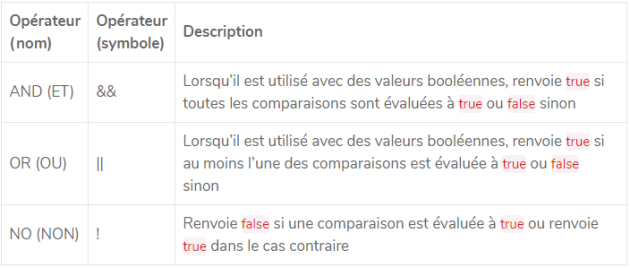 Opérateur (nom)
Opérateur (symbole)
Description
AND (ET)
&&
Lorsqu'il est utilisé avec des valeurs booléennes, renvoie true si
toutes les comparaisons sont évaluées à true ou false sinon
OR (OU)
||
Lorsqu'il est utilisé avec des valeurs booléennes, renvoie true si
au moins l'une des comparaisons est évaluée à true ou false
sinon
NO (NON)
!
Renvoie false si une comparaison est évaluée à true ou renvoie
true dans le cas contraire